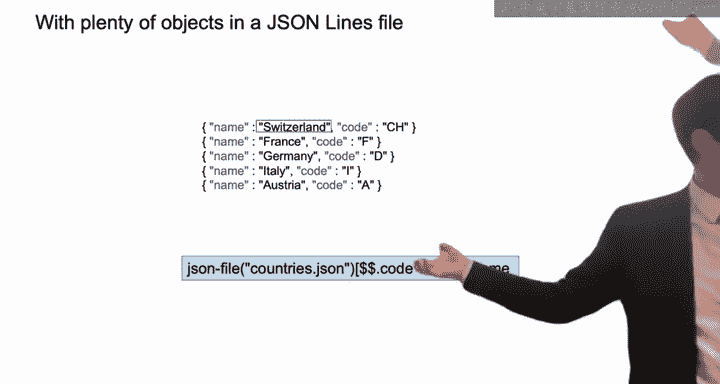 With plenty of objects in a JSON Lines file
{ "name" : "Switzerland", "code" : "CH" }
{ "name" : "France", "code" : "F" }
{ "name" : "Germany", "code" : "D" }
{ "name" : "Italy", "code" : "I" }
{ "name" : "Austria", "code" : "A" }
json-file("countries.json")[$$.code